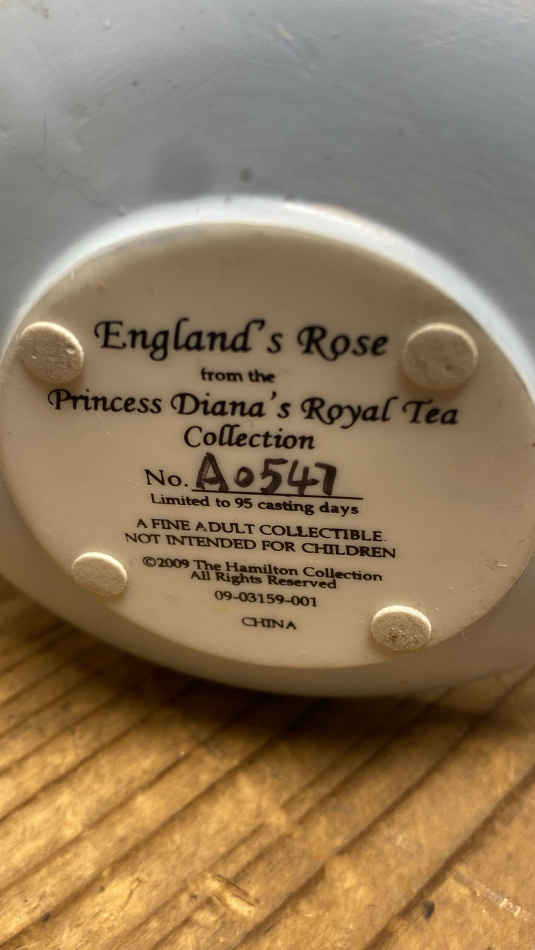 England's Rose
from the
Princess Diana's Royal Tea
Collection
No. A0547
Limited to 95 casting days
A FINE ADULT COLLECTIBLE.
NOT INTENDED FOR CHILDREN
©2009 The Hamilton Collection
All Rights Reserved
09-03159-001
CHINA